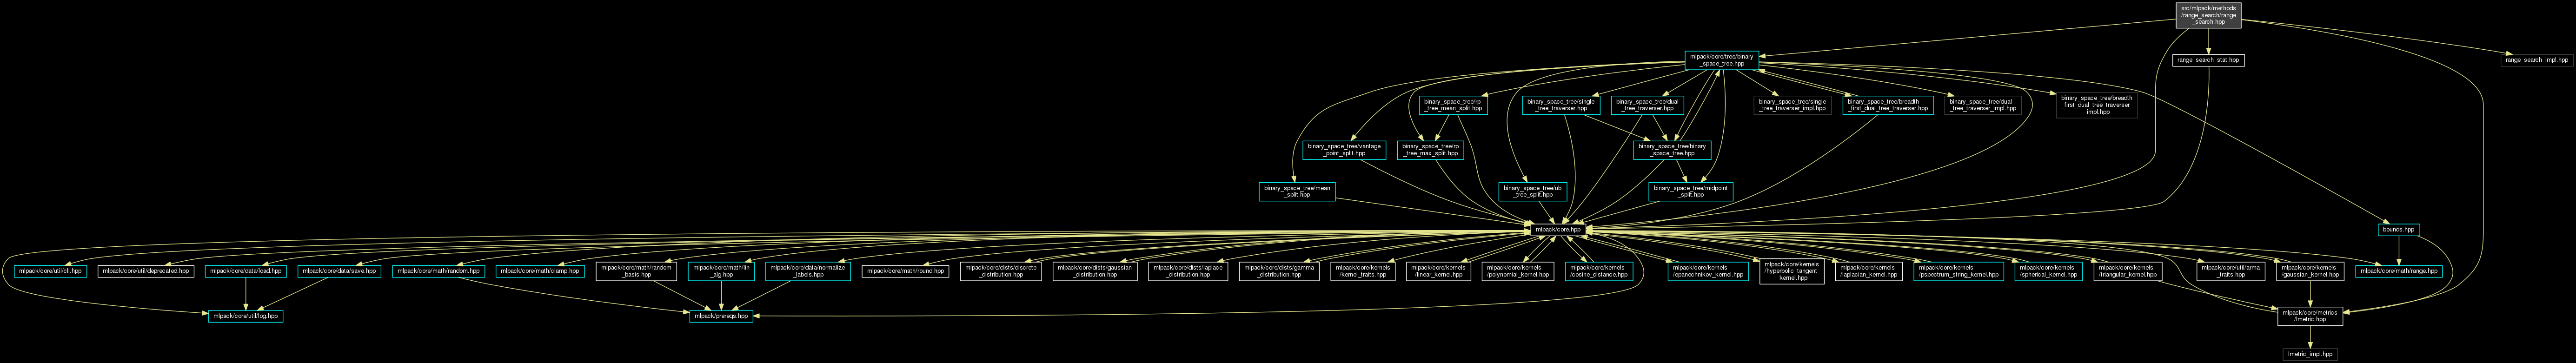 src/mlpack/methods
/range_search/range
_search.hpp
mlpack/core/tree/binary
_space_tree.hpp
range_search_stat.hpp
range_search_impl.hpp
binary_space_tree/rp
_tree_mean_split.hpp
binary_space_tree/single
_tree_traverser.hpp
binary_space_tree/dual
_tree_traverser.hpp
binary_space_tree/single
_tree_traverser_impl.hpp
binary_space_tree/breadth
_first_dual_tree_traverser.hpp
binary_space_tree/dual
_tree_traverser_impl.hpp
binary_space_tree/breadth
_first_dual_tree_traverser
_impl.hpp
binary_space_tree/vantage
_point_split.hpp
binary_space_tree/rp
_tree_max_split.hpp
binary_space_tree/binary
_space_tree.hpp
binary_space_tree/mean
_split.hpp
binary_space_tree/ub
_tree_split.hpp
binary_space_tree/midpoint
_split.hpp
mlpack/core.hpp
bounds.hpp
mlpack/core/util/cli.hpp
mlpack/core/util/deprecated.hpp
mlpack/core/data/load.hpp
mlpack/core/data/save.hpp
mlpack/core/math/random.hpp
mlpack/core/math/clamp.hpp
mlpack/core/math/random
_basis.hpp
mlpack/core/math/lin
_alg.hpp
mlpack/core/data/normalize
_labels.hpp
mlpack/core/math/round.hpp
mlpack/core/dists/discrete
_distribution.hpp
mlpack/core/dists/gaussian
_distribution.hpp
mlpack/core/dists/laplace
_distribution.hpp
mlpack/core/dists/gamma
_distribution.hpp
mlpack/core/kernels
/kernel_traits.hpp
mlpack/core/kernels
/linear_kernel.hpp
mlpack/core/kernels
/polynomial_kernel.hpp
mlpack/core/kernels
/cosine_distance.hpp
mlpack/core/kernels
/epanechnikov_kernel.hpp
mlpack/core/kernels
/hyperbolic_tangent
_kernel.hpp
mlpack/core/kernels
/laplacian_kernel.hpp
mlpack/core/kernels
/pspectrum_string_kernel.hpp
mlpack/core/kernels
/spherical_kernel.hpp
mlpack/core/kernels
/triangular_kernel.hpp
mlpack/core/util/arma
_traits.hpp
mlpack/core/kernels
/gaussian_kernel.hpp
mlpack/core/math/range.hpp
mlpack/core/util/log.hpp
mlpack/prereqs.hpp
mlpack/core/metrics
/lmetric.hpp
lmetric_impl.hpp